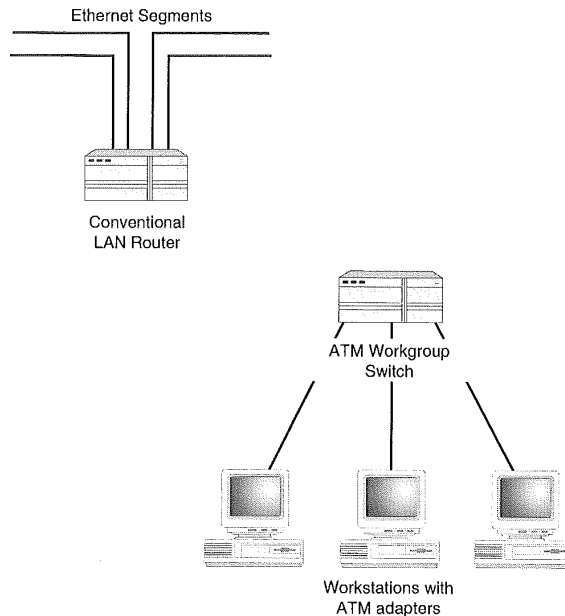 Ethernet Segments
Conventional
LAN Router
ATM Workgroup
Switch
Workstations with
ATM adapters